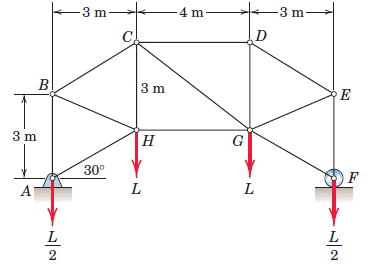 3 m 4 m 3 m
C D
B 3 m E
3 m
H G
30°
A L L F
L/2 L/2